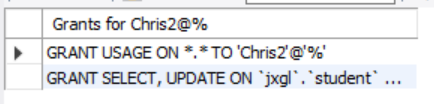 Grants for Chris2@%
GRANT USAGE ON *.* TO 'Chris2'@'%'
GRANT SELECT, UPDATE ON `jxgl`.`student` ...